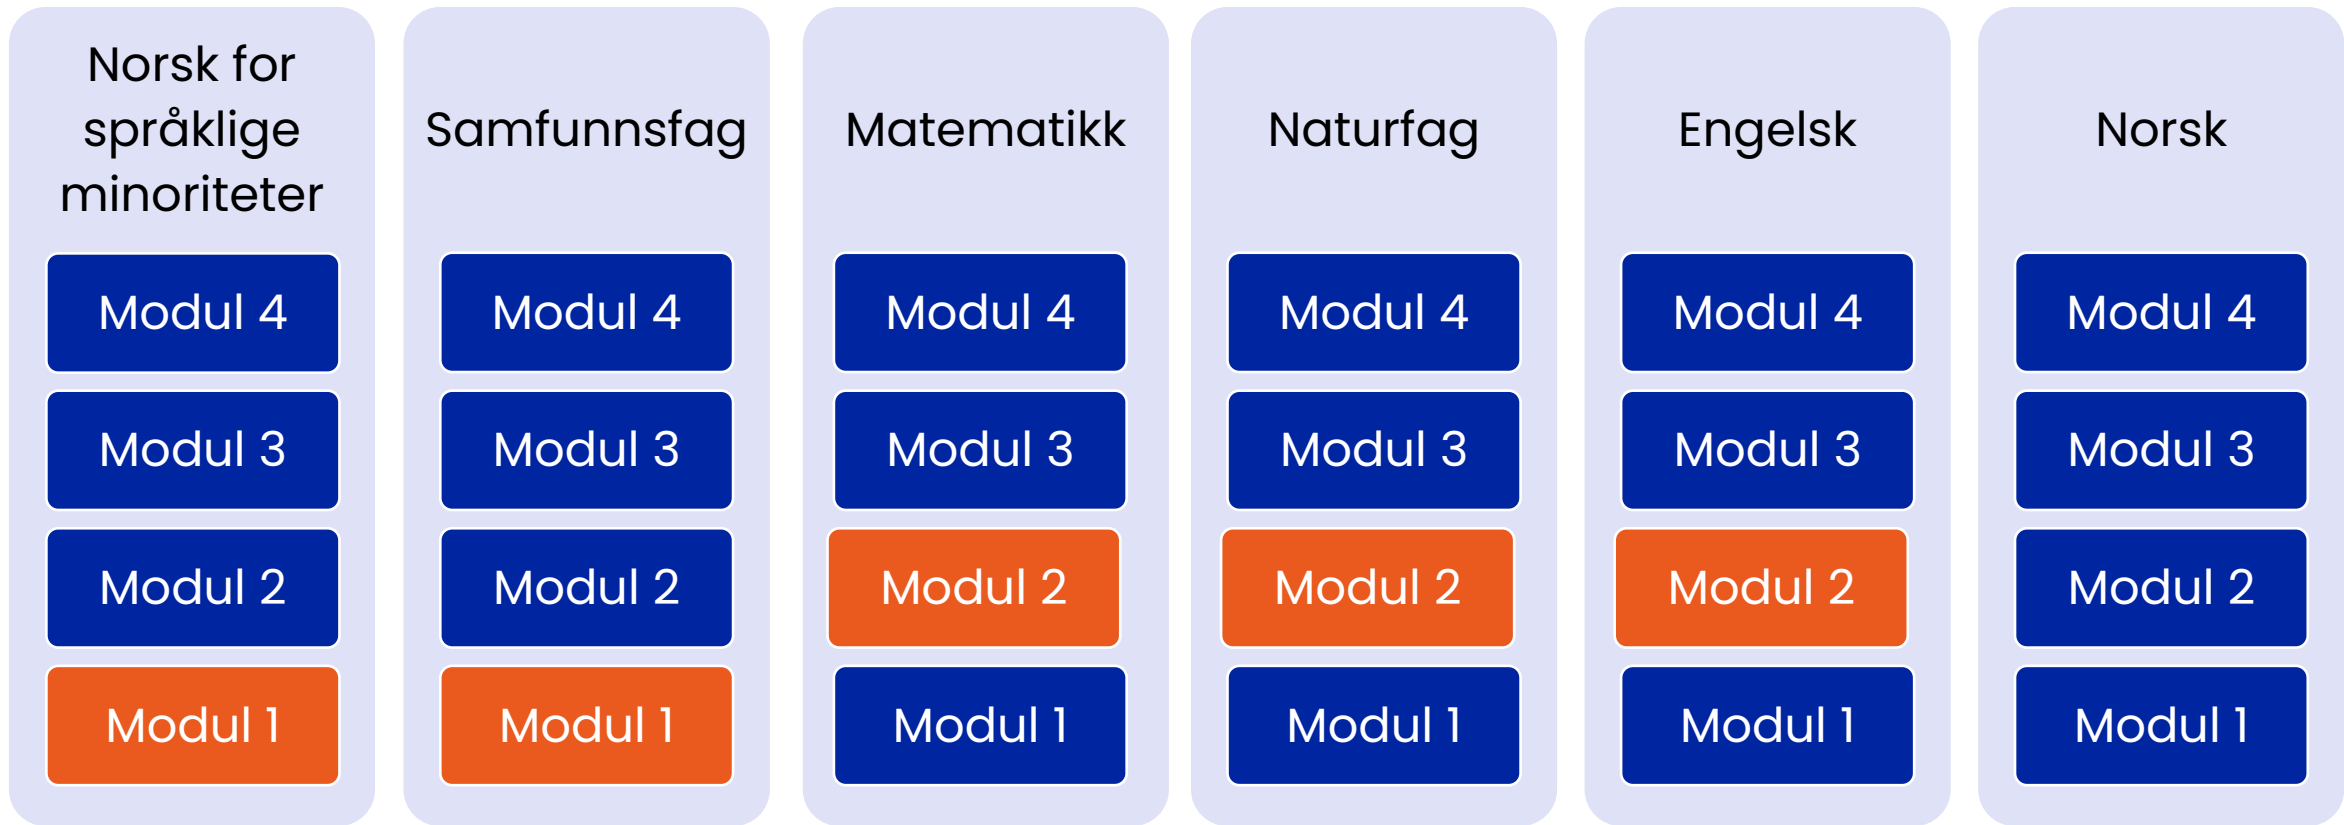 Norsk for
språklige
minoriteter
Modul 4
Modul 3
Modul 2
Modul 1
Samfunnsfag
Modul 4
Modul 3
Modul 2
Modul 1
Matematikk
Modul 4
Modul 3
Modul 2
Modul 1
Naturfag
Modul 4
Modul 3
Modul 2
Modul 1
Engelsk
Modul 4
Modul 3
Modul 2
Modul 1
Norsk
Modul 4
Modul 3
Modul 2
Modul 1